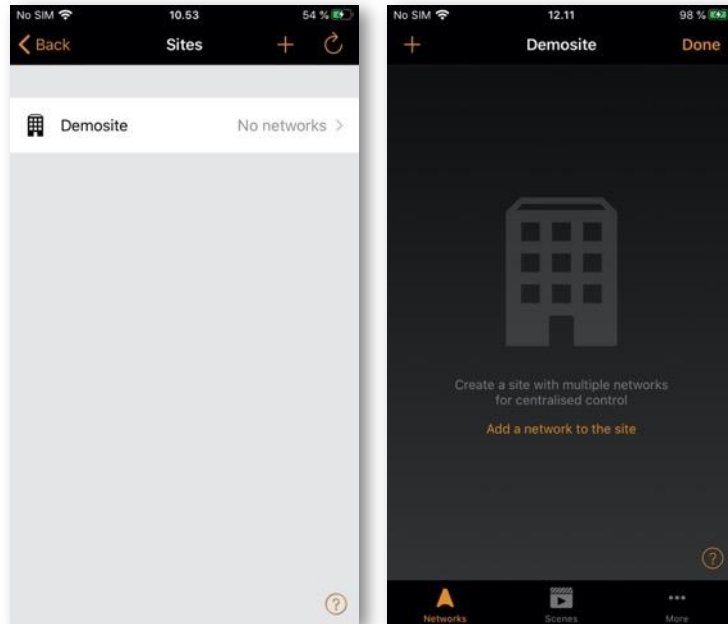 No SIM 10.53 54 %
Back Sites
Demosite No networks
?
No SIM 12.11 98 %
Demosite Done
Create a site with multiple networks
for centralised control
Add a network to the site
?
Networks Scenes More